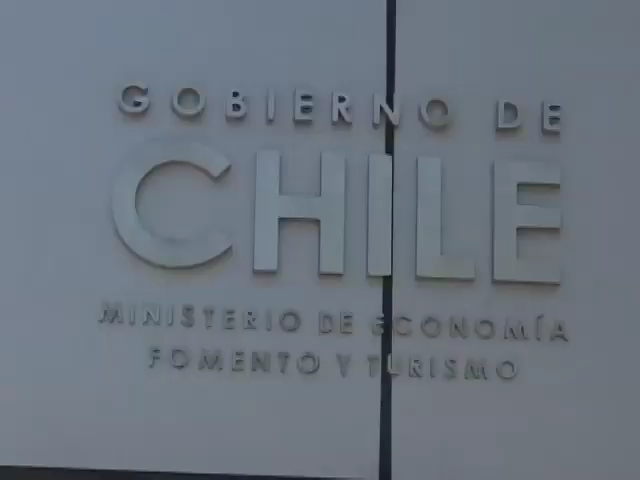 GOBIERNO DE
CHILE
MINISTERIO DE ECONOMÍA
FOMENTO Y TURISMO